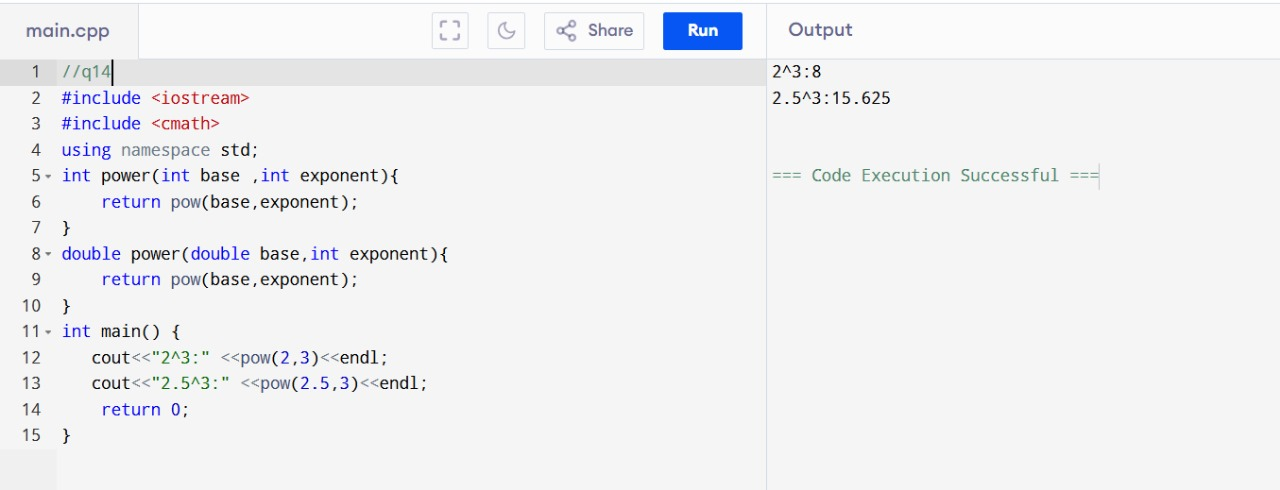 main.cpp
Share
Run
Output
1 //q14
2 #include <iostream>
3 #include <cmath>
4 using namespace std;
5 int power(int base ,int exponent){
6     return pow(base,exponent);
7 }
8 double power(double base,int exponent){
9     return pow(base,exponent);
10 }
11 int main() {
12    cout<<"2^3:" <<pow(2,3)<<endl;
13    cout<<"2.5^3:" <<pow(2.5,3)<<endl;
14     return 0;
15 }
2^3:8
2.5^3:15.625
=== Code Execution Successful ===